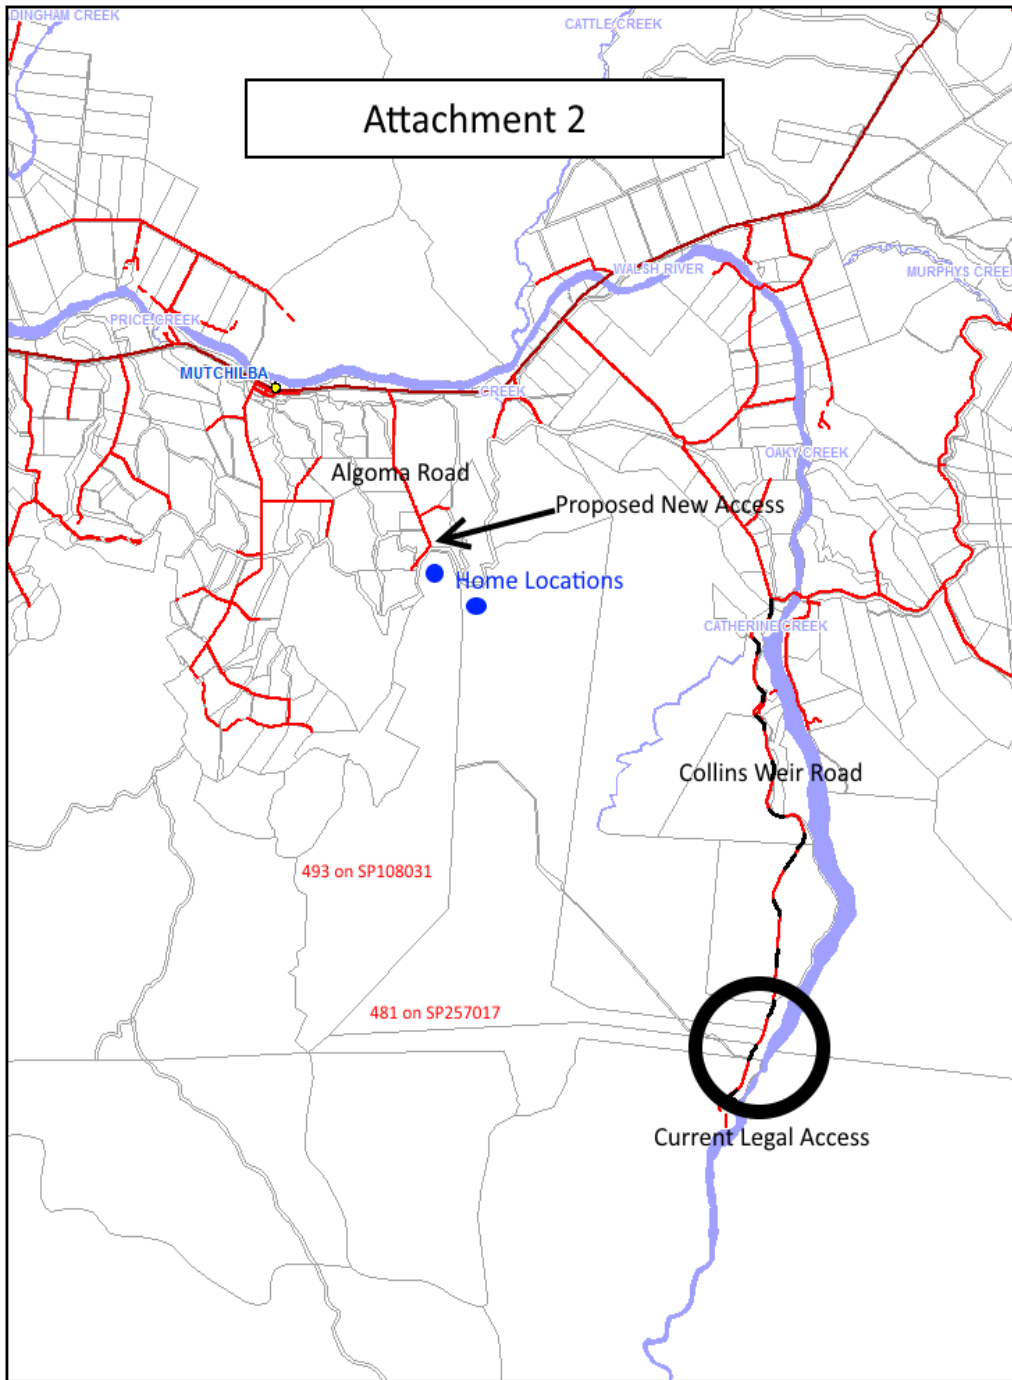 DINGHAM CREEK
CATTLE CREEK
Attachment 2
WALSH RIVER
MURPHYS CREE
PRICE CREEK
MUTCHILBA
CREEK
OAKY CREEK
Algoma Road
Proposed New Access
Home Locations
CATHERINE CREEK
Collins Weir Road
493 on SP108031
481 on SP257017
Current Legal Access